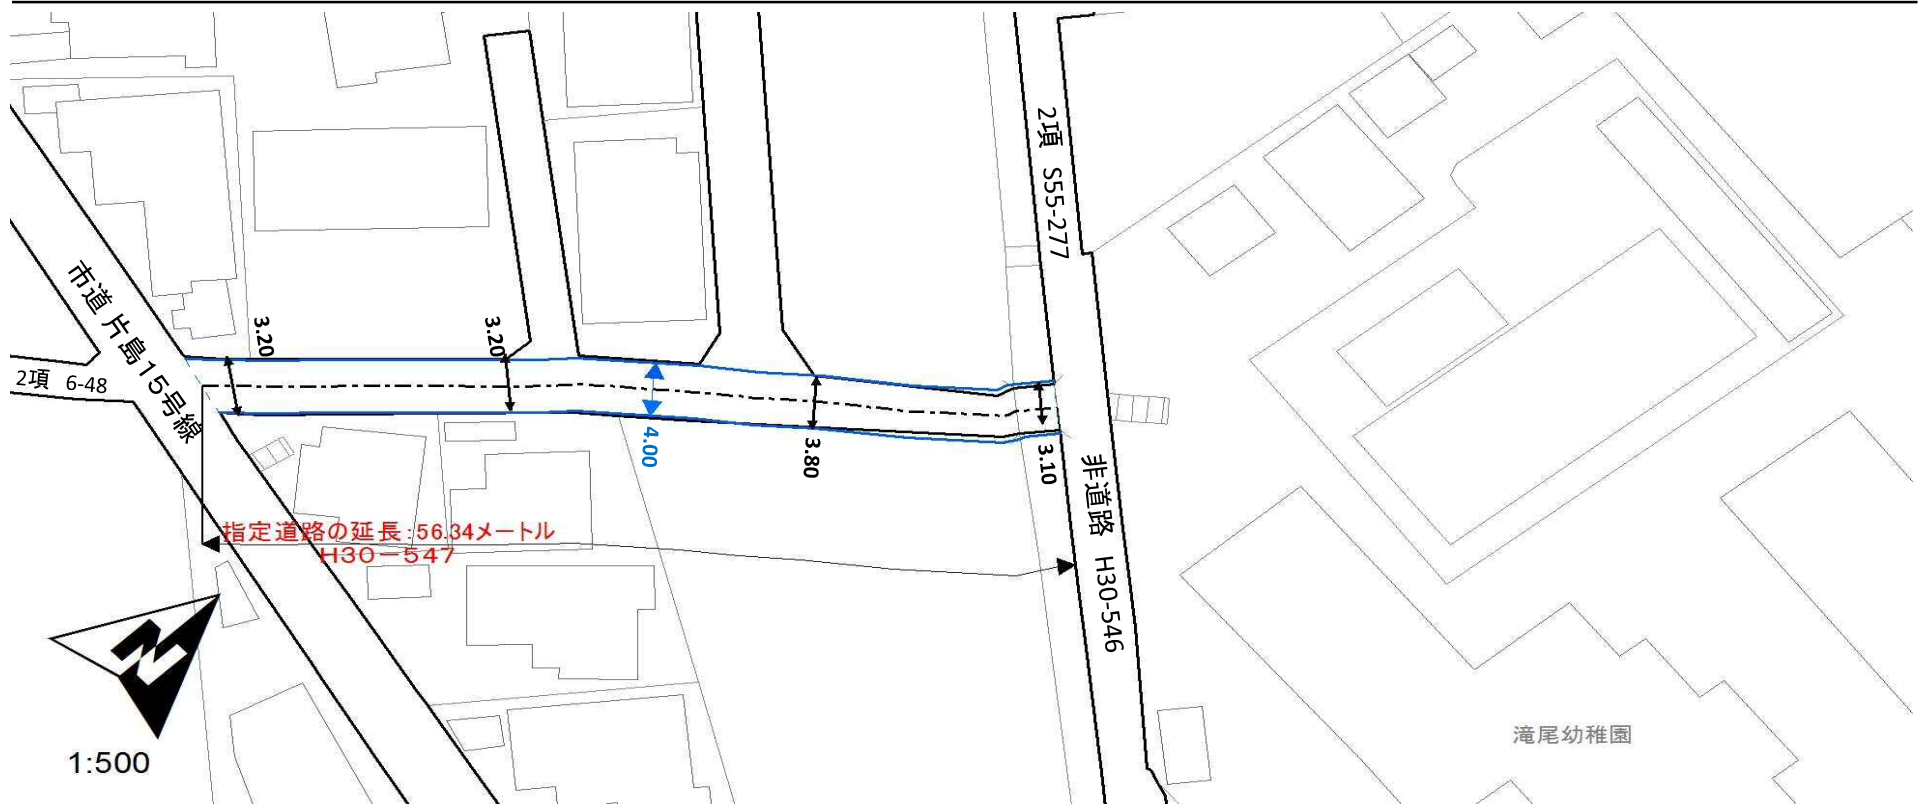 2項 S55-277
市道 片島15号線
3.20
3.20
2項 6-48
4.00
3.80
3.10
非道路 H30-546
指定道路の延長:56.34メートル
H30-547
N
1:500
滝尾幼稚園